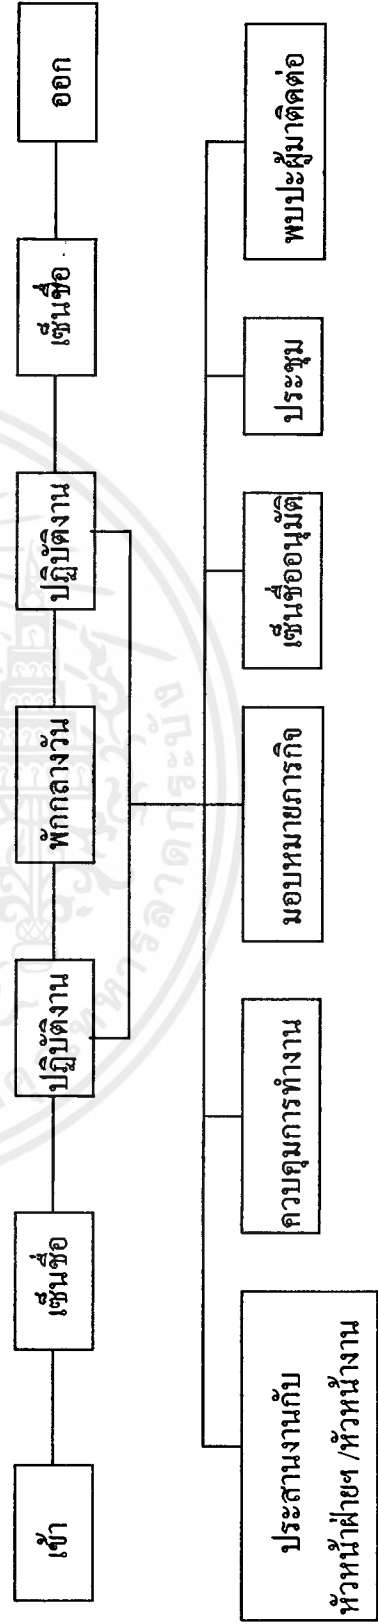 เข้า
เซ็นชื่อ
ปฏิบัติงาน
พักกลางวัน
ปฏิบัติงาน
เซ็นชื่อ
ออก
ประสานงานกับ
หัวหน้าฝ่ายฯ /หัวหน้างาน
ควบคุมการทำงาน
มอบหมายภารกิจ
เซ็นชื่ออนุมัติ
ประชุม
พบปะผู้มาติดต่อ